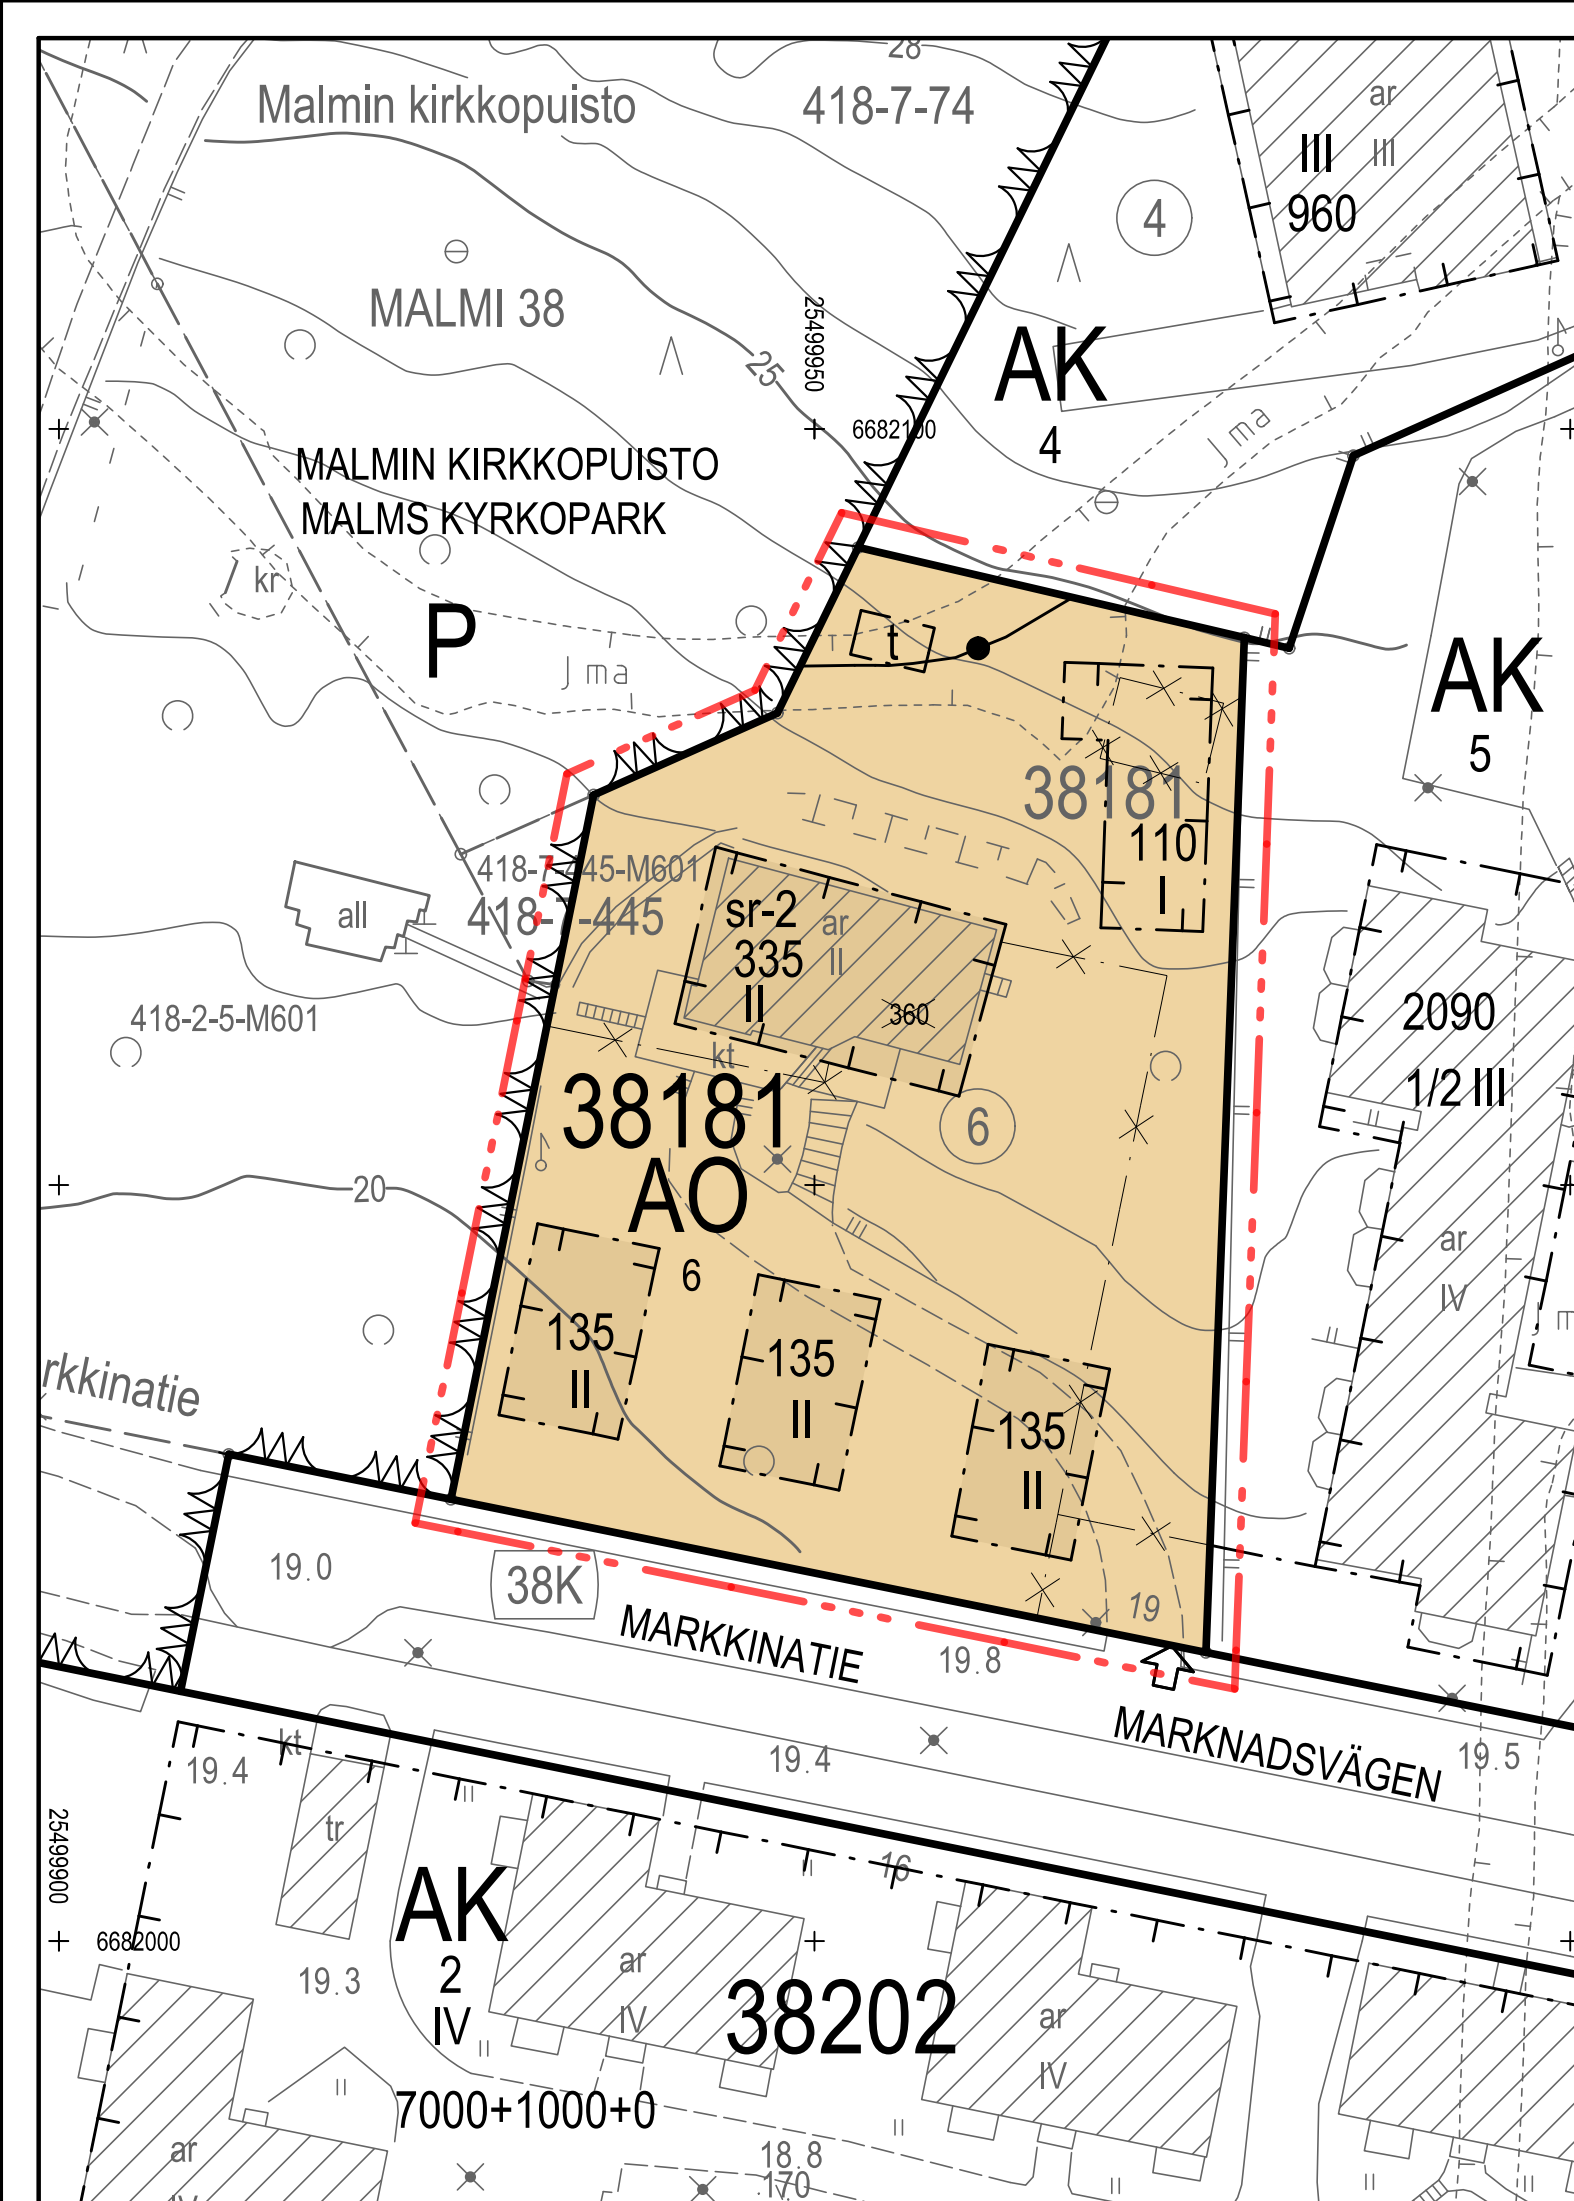 28
Malmin kirkkopuisto
418-7-74
ar
III
III
960
4
MALMI 38
25499950
25
AK
4
6682100
J ma
MALMIN KIRKKOPUISTO
MALMS KYRKOPARK
kr
P
J ma
t
AK
5
38181
110
I
418-7-445-M601
418-7-445
all
sr-2
ar
335
II
II
360
418-2-5-M601
kt
2090
1/2 III
38181
6
AO
6
20
ar
IV
135
II
135
II
135
II
rkkinatie
19.0
38K
19
MARKKINATIE
19.8
MARKNADSVÄGEN
19.5
kt
19.4
19.4
tr
25499900
16
AK
2
IV
6682000
19.3
ar
IV
38202
ar
IV
7000+1000+0
ar
18.8
170